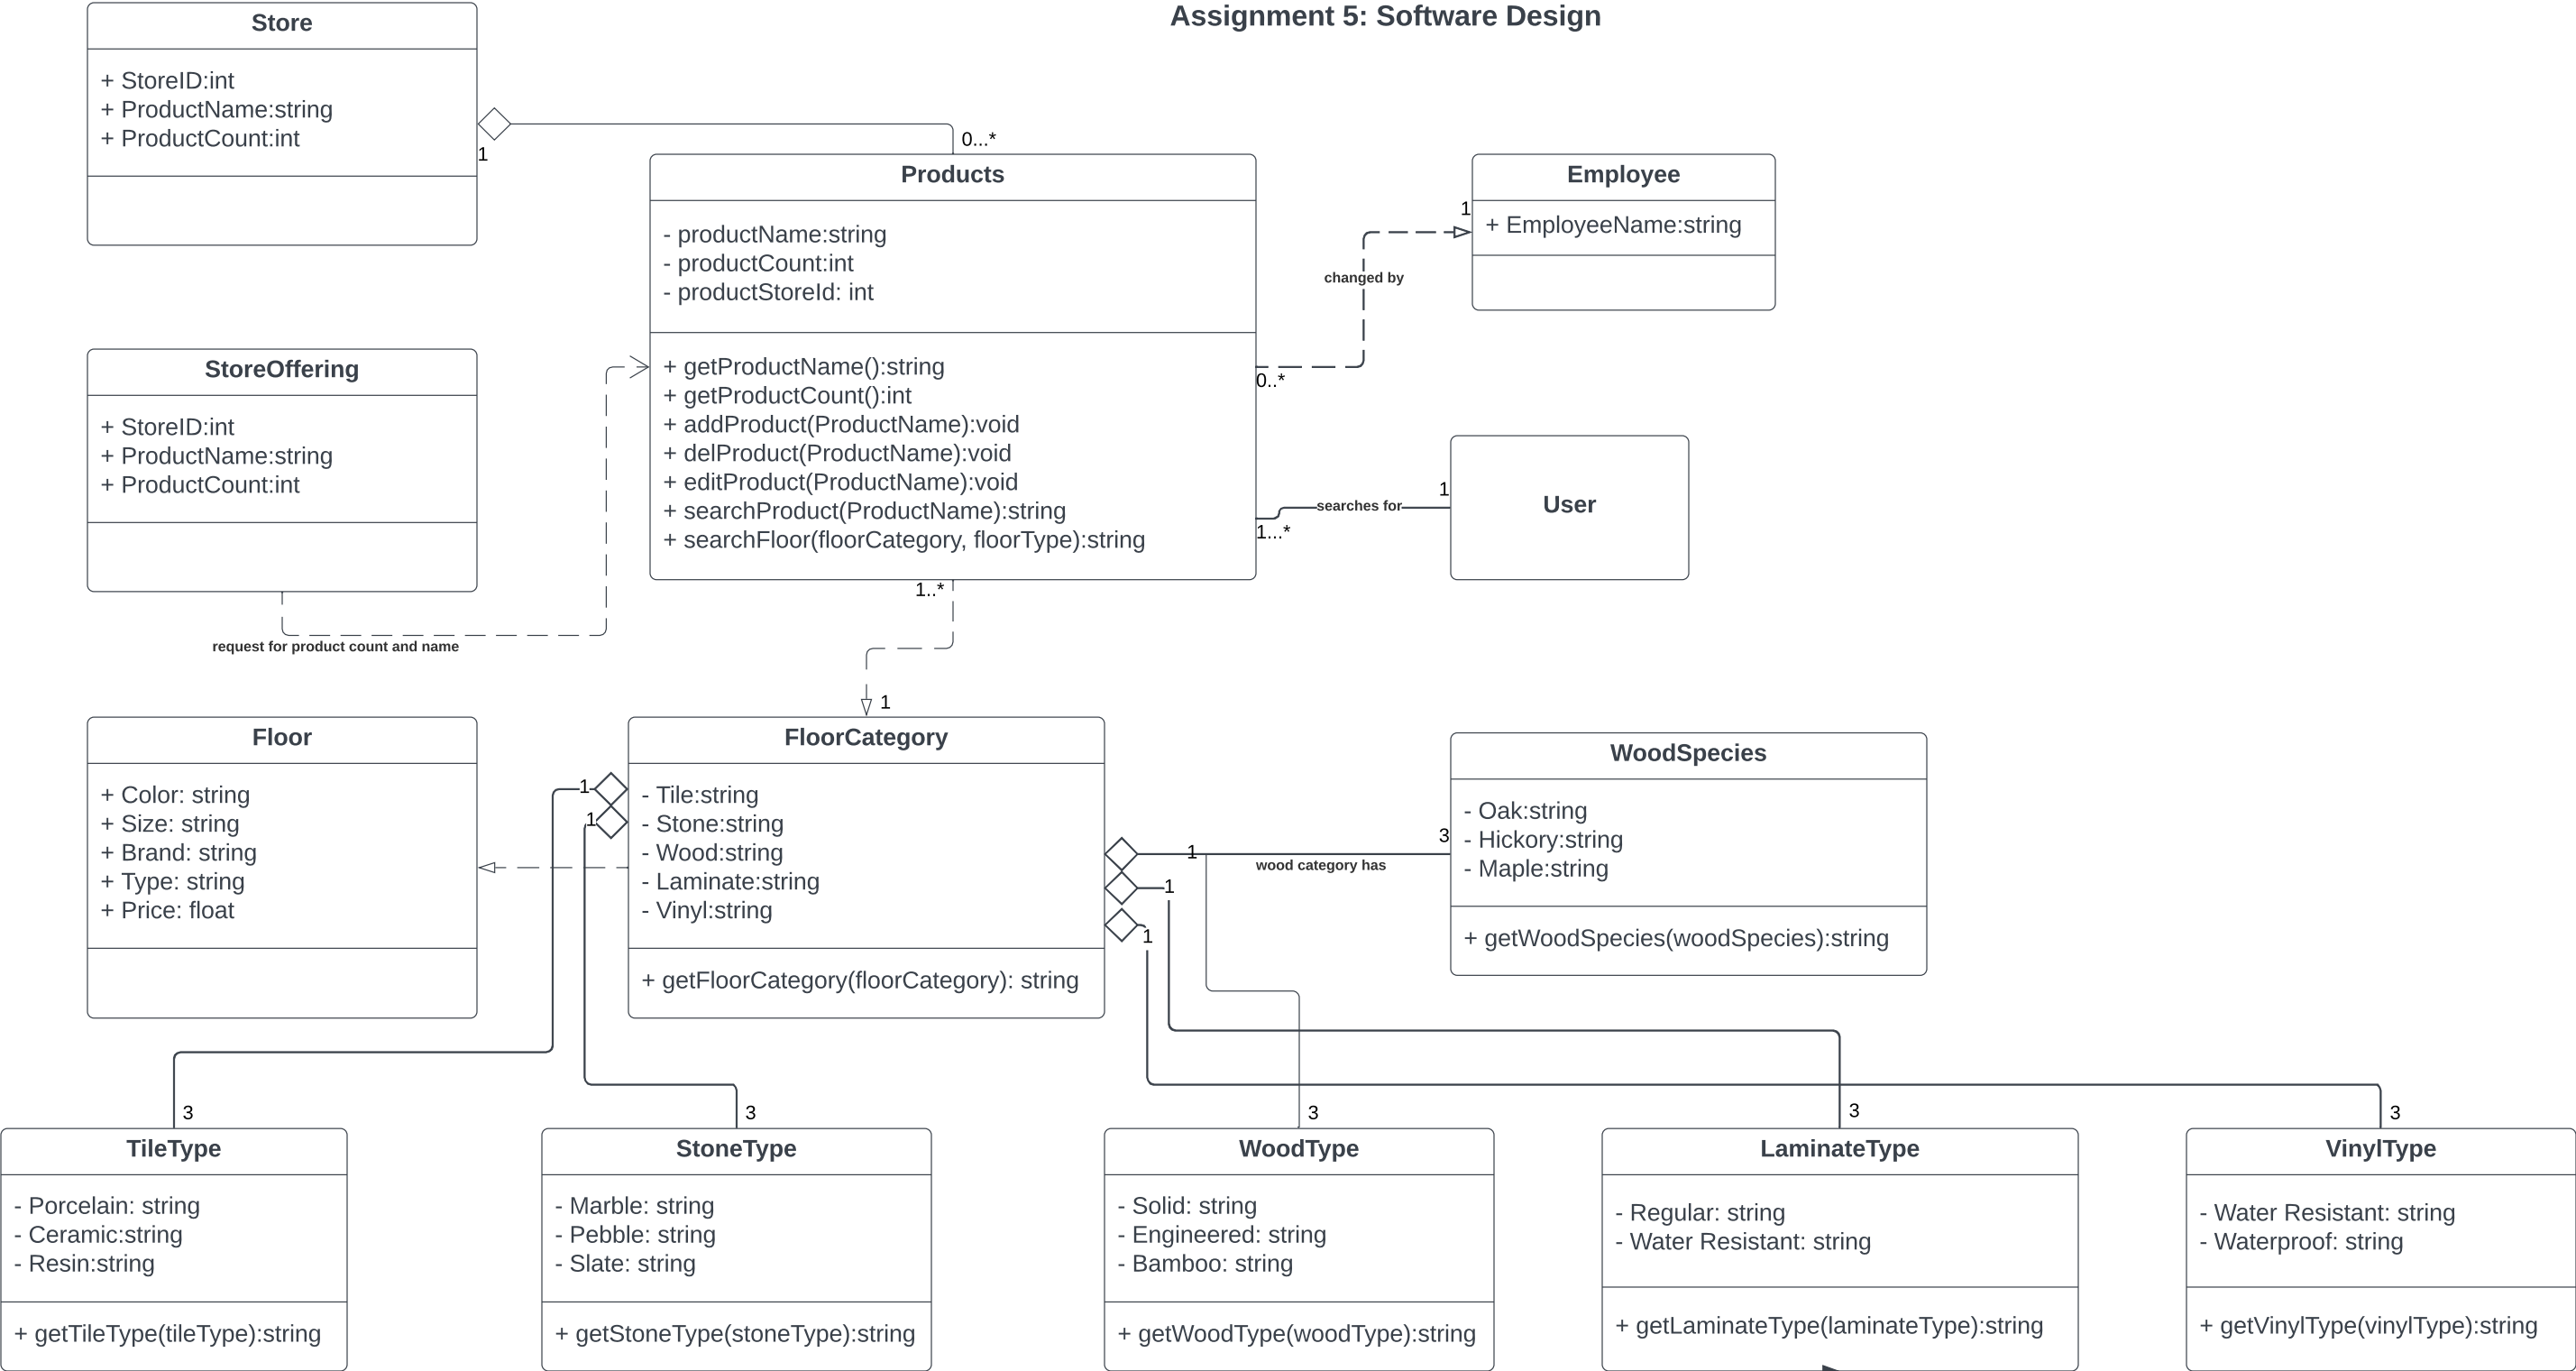 Assignment 5: Software Design
Store
+ StoreID:int
+ ProductName:string
+ ProductCount:int
1
0...*
Products
- productName:string
- productCount:int
- productStoreId: int
+ getProductName():string
+ getProductCount():int
+ addProduct(ProductName):void
+ delProduct(ProductName):void
+ editProduct(ProductName):void
+ searchProduct(ProductName):string
+ searchFloor(floorCategory, floorType):string
Employee
+ EmployeeName:string
1
changed by
0..*
User
1
searches for
1...*
StoreOffering
+ StoreID:int
+ ProductName:string
+ ProductCount:int
request for product count and name
1..*
1
Floor
+ Color: string
+ Size: string
+ Brand: string
+ Type: string
+ Price: float
FloorCategory
- Tile:string
- Stone:string
- Wood:string
- Laminate:string
- Vinyl:string
+ getFloorCategory(floorCategory): string
1
1
1
1
1
wood category has
3
WoodSpecies
- Oak:string
- Hickory:string
- Maple:string
+ getWoodSpecies(woodSpecies):string
3
TileType
- Porcelain: string
- Ceramic:string
- Resin:string
+ getTileType(tileType):string
3
StoneType
- Marble: string
- Pebble: string
- Slate: string
+ getStoneType(stoneType):string
3
WoodType
- Solid: string
- Engineered: string
- Bamboo: string
+ getWoodType(woodType):string
3
LaminateType
- Regular: string
- Water Resistant: string
+ getLaminateType(laminateType):string
3
VinylType
- Water Resistant: string
- Waterproof: string
+ getVinylType(vinylType):string